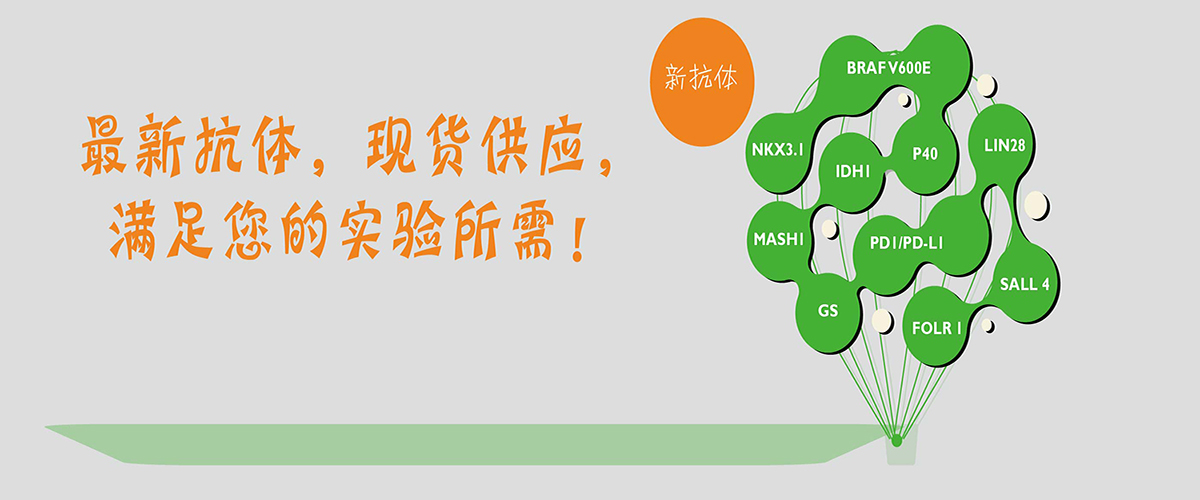 最新抗体，现货供应，
满足您的实验所需！
新抗体
BRAF V600E
NKX3.1
IDH1
P40
LIN28
MASH1
PD1/PD-L1
GS
SALL 4
FOLR 1